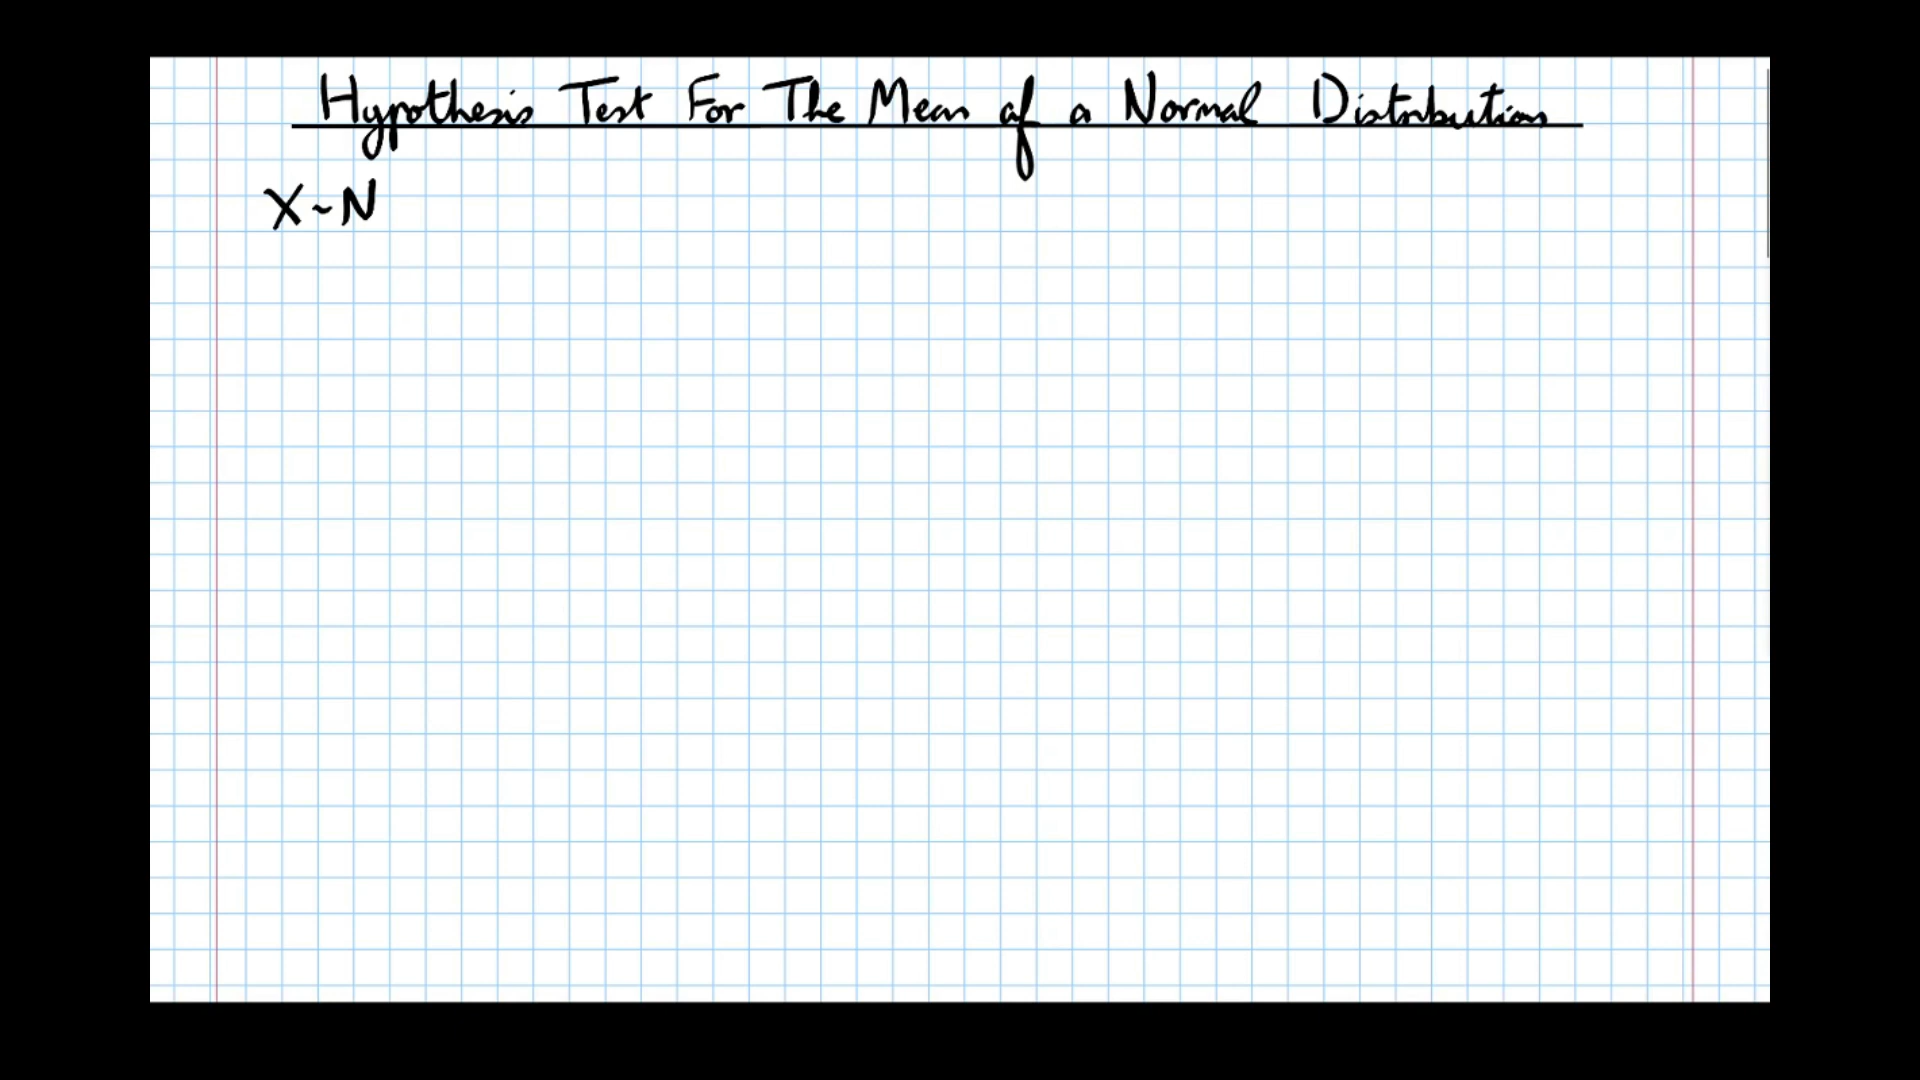 Hypothesis Test For The Mean of a Normal Distribution
X ~ N